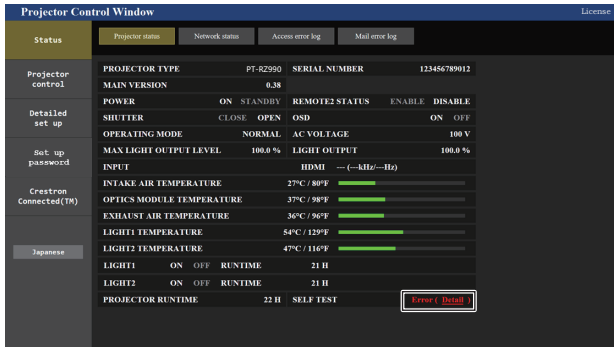 Projector Control Window
License
Status
Projector control
Detailed set up
Set up password
Crestron Connected(TM)
Japanese
Projector status
Network status
Access error log
Mail error log
PROJECTOR TYPE PT-RZ990 SERIAL NUMBER 123456789012
MAIN VERSION 0.38
POWER ON STANDBY REMOTE2 STATUS ENABLE DISABLE
SHUTTER CLOSE OPEN OSD ON OFF
OPERATING MODE NORMAL AC VOLTAGE 100 V
MAX LIGHT OUTPUT LEVEL 100.0 % LIGHT OUTPUT 100.0 %
INPUT HDMI --- (---kHz/---Hz)
INTAKE AIR TEMPERATURE 27°C / 80°F
OPTICS MODULE TEMPERATURE 37°C / 98°F
EXHAUST AIR TEMPERATURE 36°C / 96°F
LIGHT1 TEMPERATURE 54°C / 129°F
LIGHT2 TEMPERATURE 47°C / 116°F
LIGHT1 ON OFF RUNTIME 21 H
LIGHT2 ON OFF RUNTIME 21 H
PROJECTOR RUNTIME 22 H SELF TEST Error ( Detail )